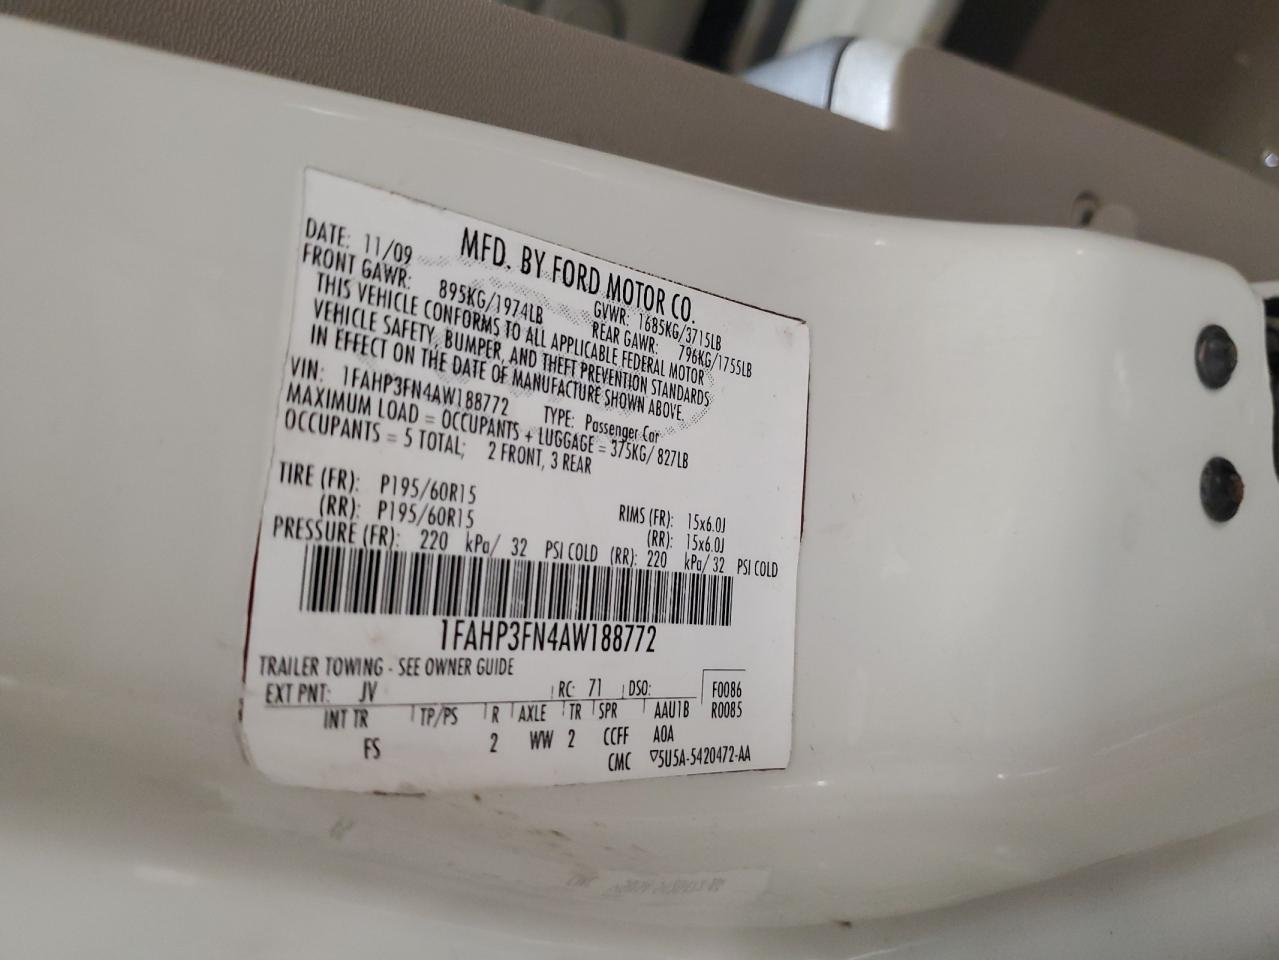 MFD. BY FORD MOTOR CO.
DATE: 11/09 GVWR: 1685KG/3715LB
FRONT GAWR: 895KG/1974LB REAR GAWR: 796KG/1755LB
THIS VEHICLE CONFORMS TO ALL APPLICABLE FEDERAL MOTOR
VEHICLE SAFETY, BUMPER, AND THEFT PREVENTION STANDARDS
IN EFFECT ON THE DATE OF MANUFACTURE SHOWN ABOVE.
VIN: 1FAHP3FN4AW188772 TYPE: Passenger Car
MAXIMUM LOAD = OCCUPANTS + LUGGAGE = 375KG/ 827LB
OCCUPANTS = 5 TOTAL; 2 FRONT, 3 REAR
TIRE (FR): P195/60R15 RIMS (FR): 15x6.0J
(RR): P195/60R15 (RR): 15x6.0J
PRESSURE (FR): 220 kPa/ 32 PSI COLD (RR): 220 kPa/ 32 PSI COLD
1FAHP3FN4AW188772
TRAILER TOWING - SEE OWNER GUIDE
EXT PNT: JV RC: 71 DSO: F0086
INT TR TP/PS R AXLE TR SPR AAU1B R0085
FS 2 WW 2 CCFF AOA
CMC ▽5U5A-5420472-AA